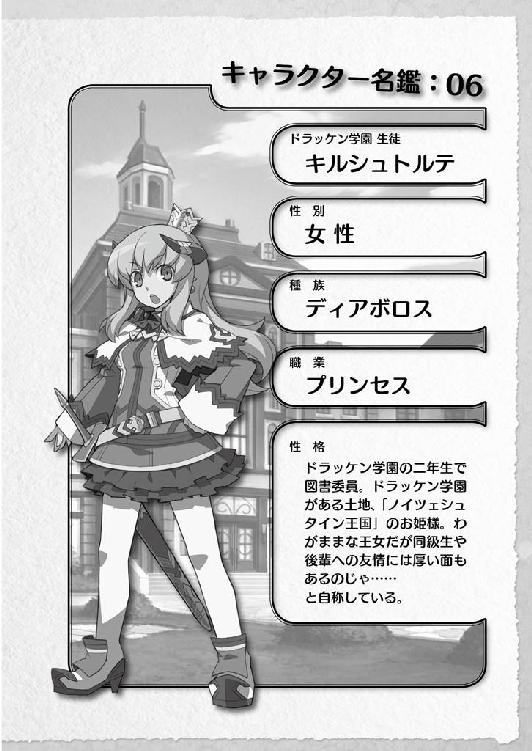 キャラクター名鑑：06
ドラッケン学園 生徒
キルシュトルテ
性 別
女性
種 族
ディアボロス
職 業
プリンセス
性 格
ドラッケン学園の二年生で
図書委員。ドラッケン学園
がある土地、「ノイツェシュ
タイン王国」のお姫様。わ
がままな王女だが同級生や
後輩への友情には厚い面も
あるのじゃ……
と自称している。